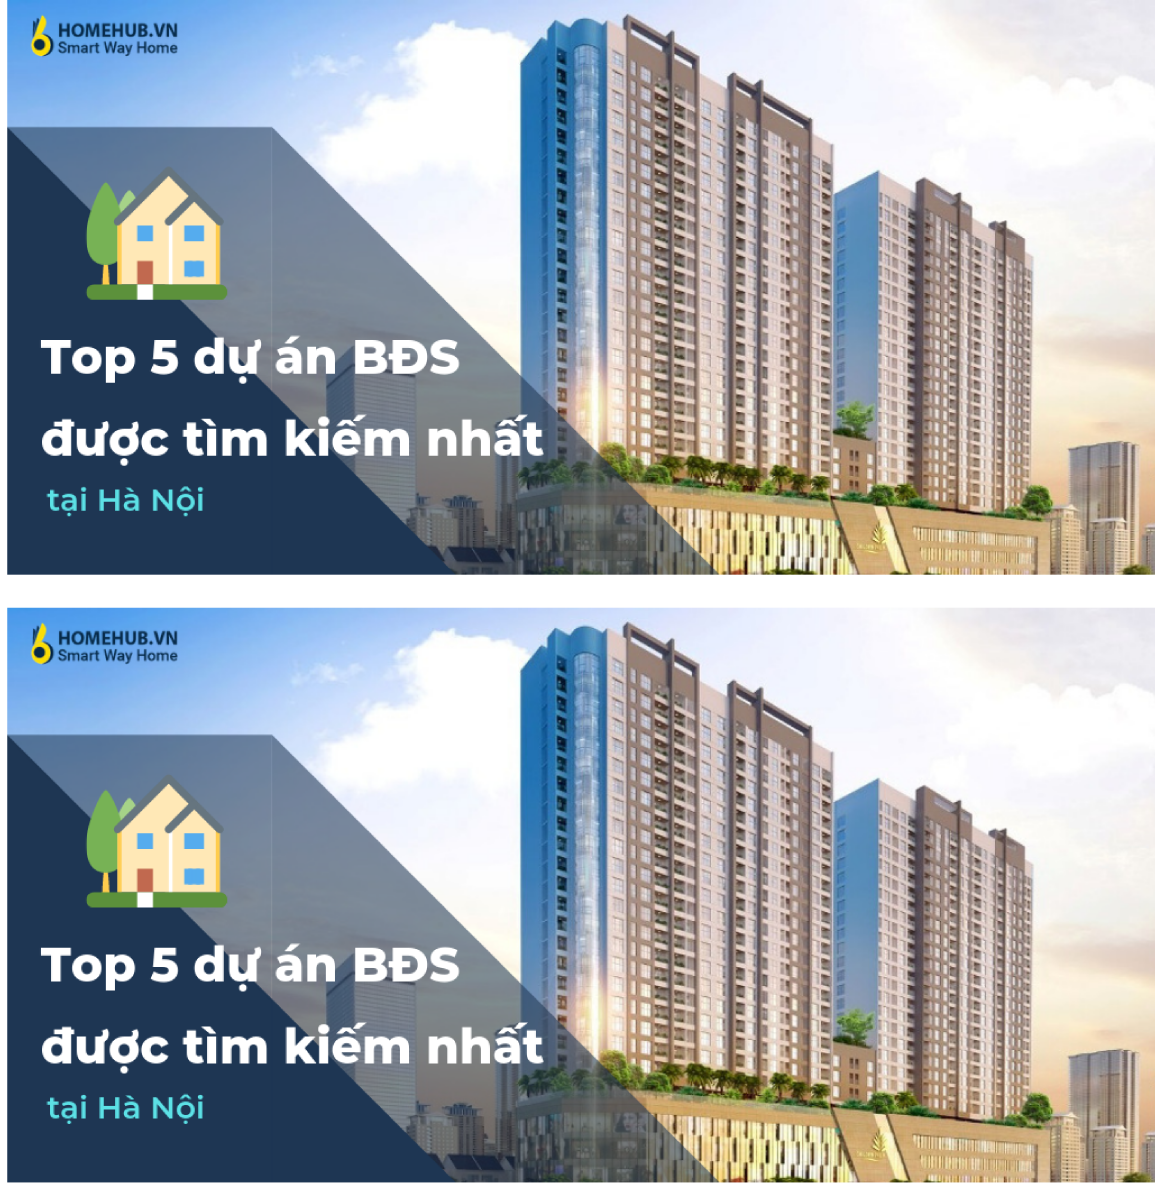 HOMEHUB.VN
Smart Way Home
Top 5 dự án BĐS
được tìm kiếm nhất
tại Hà Nội
HOMEHUB.VN
Smart Way Home
Top 5 dự án BĐS
được tìm kiếm nhất
tại Hà Nội